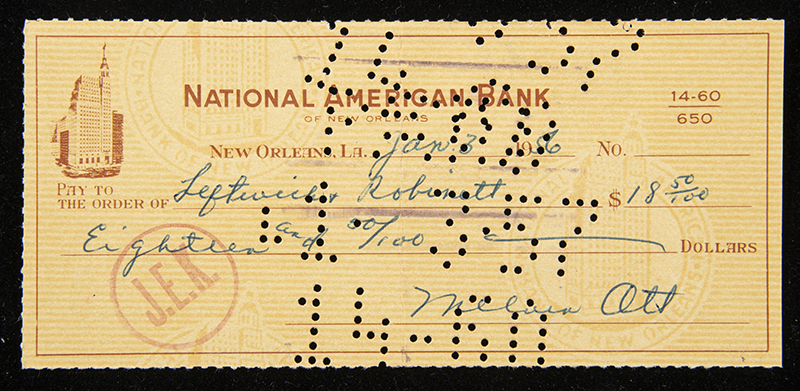 NATIONAL AMERICAN BANK
OF NEW ORLEANS
14-60
650
NEW ORLEANS, LA. Jan. 3 1956 No.
PAY TO
THE ORDER OF Leftwich & Robinett $ 18 50/100
Eighteen and 50/100 DOLLARS
J.E.K.
Melvin Ott